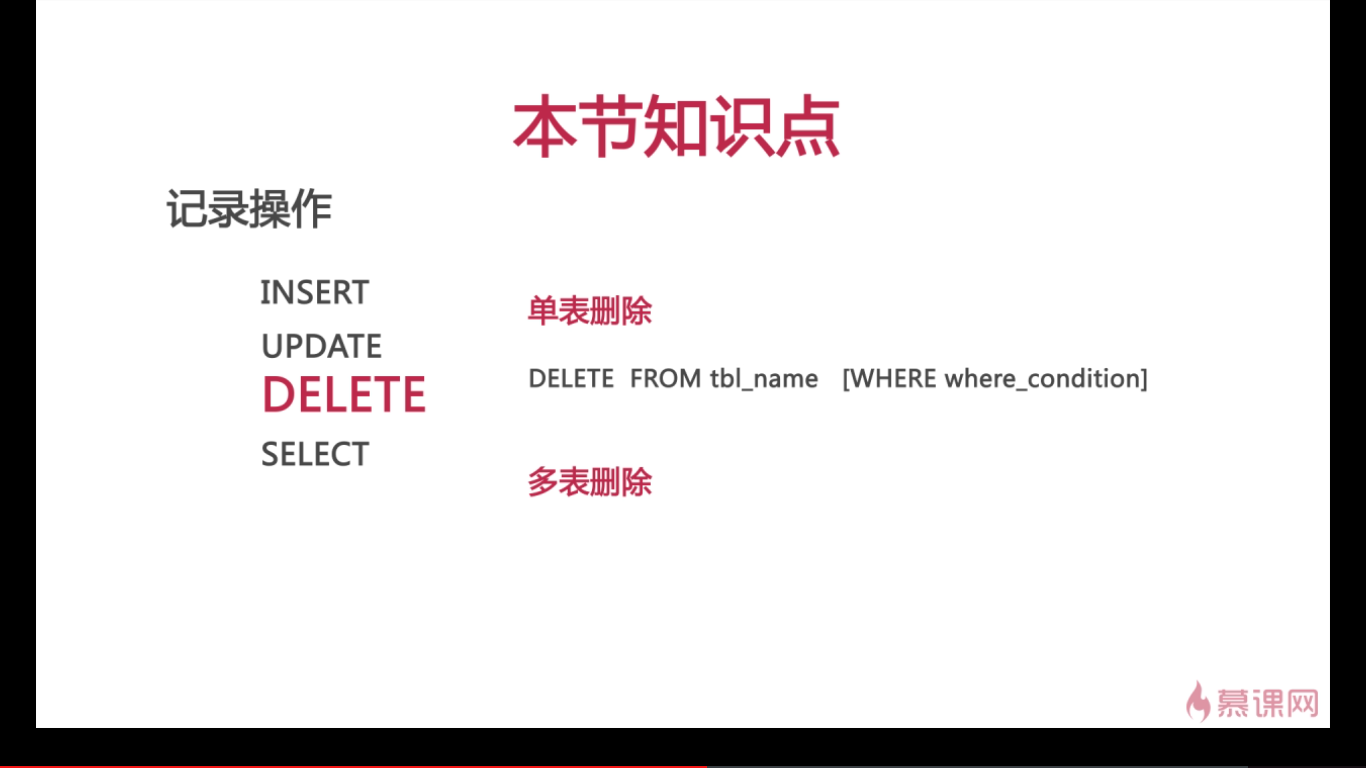 本节知识点
记录操作
INSERT
UPDATE
DELETE
SELECT
单表删除
DELETE FROM tbl_name [WHERE where_condition]
多表删除
慕课网